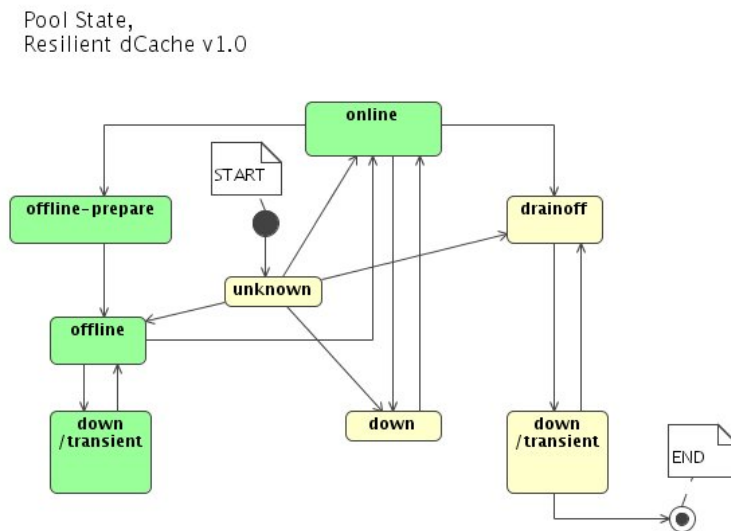 Pool State,
Resilient dCache v1.0
online
START
offline-prepare
drainoff
unknown
offline
down
/transient
down
down
/transient
END